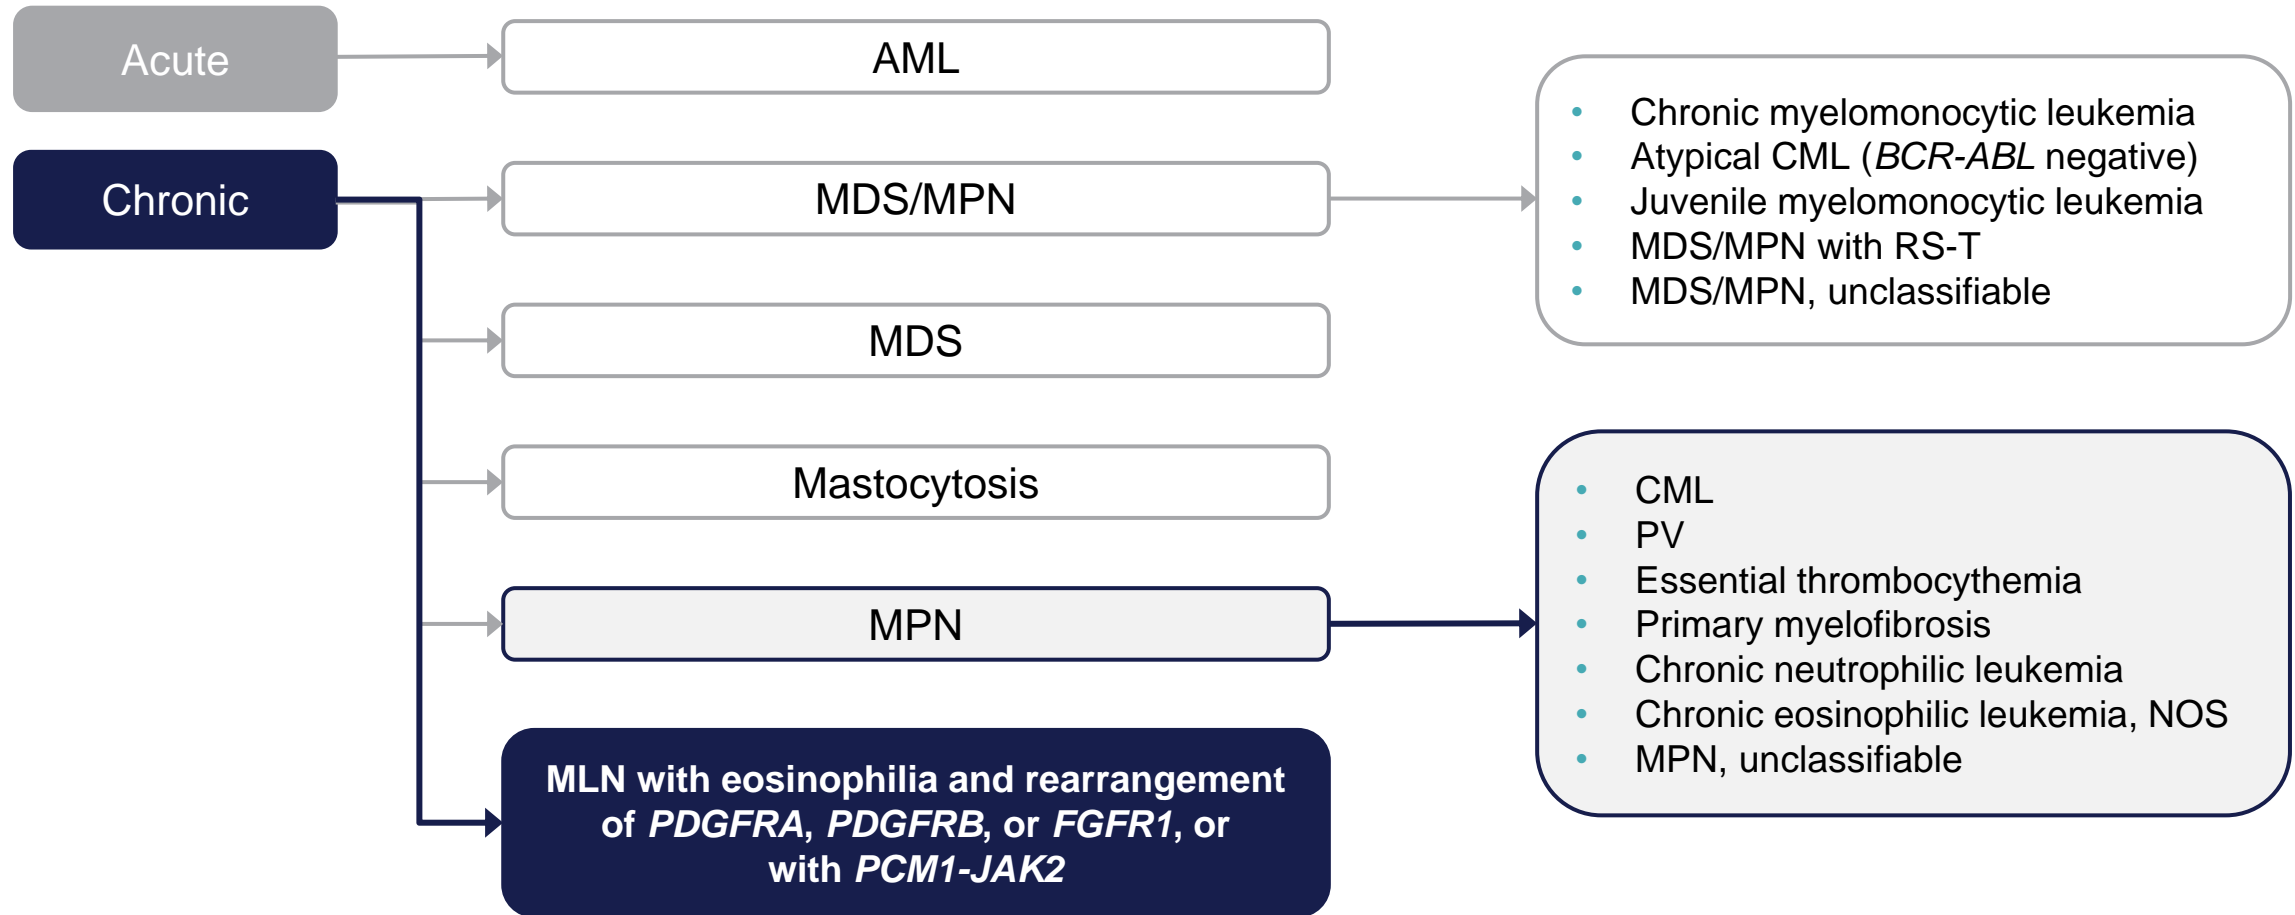 Acute
AML
Chronic
MDS/MPN
• Chronic myelomonocytic leukemia
• Atypical CML (BCR-ABL negative)
• Juvenile myelomonocytic leukemia
• MDS/MPN with RS-T
• MDS/MPN, unclassifiable
MDS
Mastocytosis
MPN
• CML
• PV
• Essential thrombocythemia
• Primary myelofibrosis
• Chronic neutrophilic leukemia
• Chronic eosinophilic leukemia, NOS
• MPN, unclassifiable
MLN with eosinophilia and rearrangement
of PDGFRA, PDGFRB, or FGFR1, or
with PCM1-JAK2